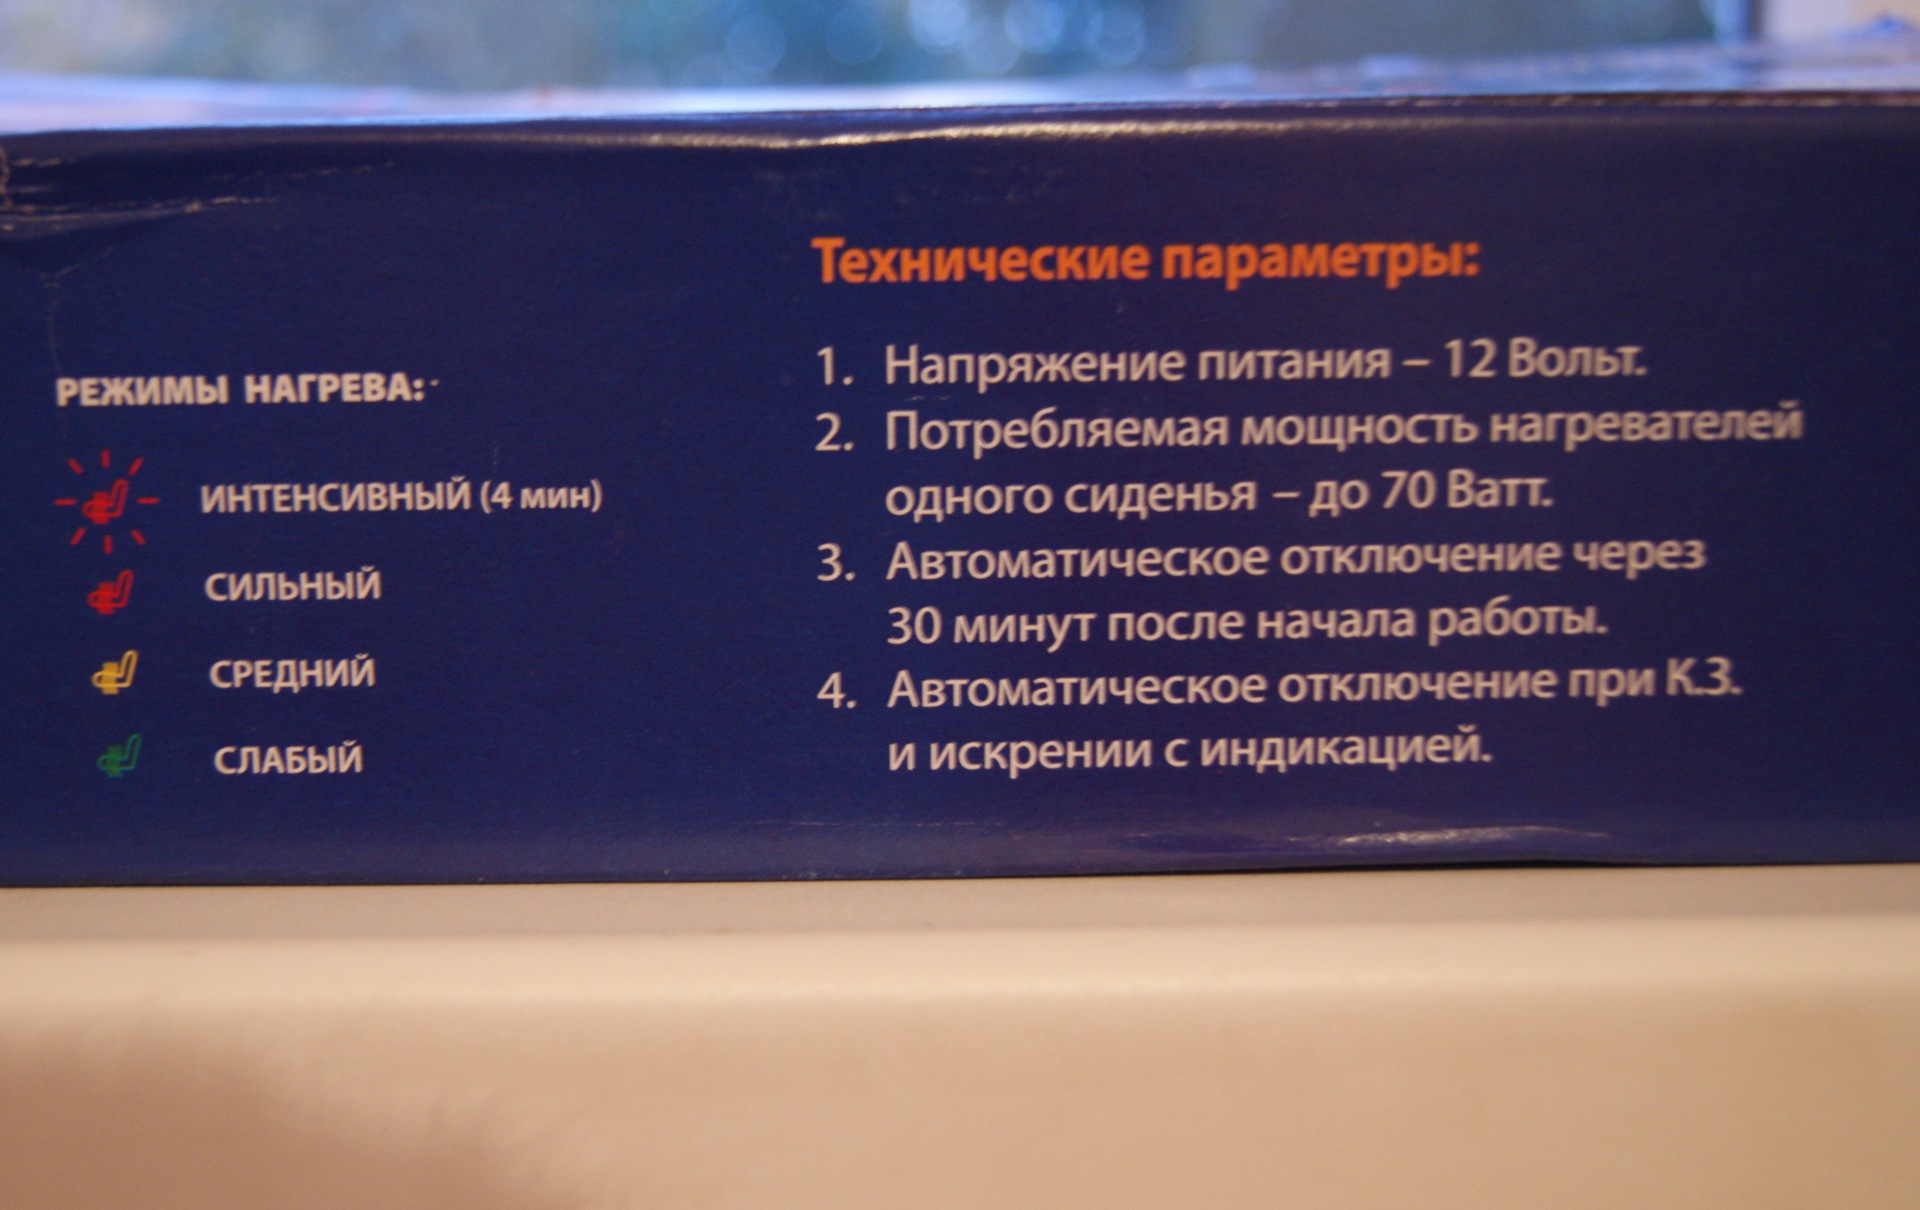 РЕЖИМЫ НАГРЕВА:
ИНТЕНСИВНЫЙ (4 мин)
СИЛЬНЫЙ
СРЕДНИЙ
СЛАБЫЙ
Технические параметры:
1. Напряжение питания – 12 Вольт.
2. Потребляемая мощность нагревателей
одного сиденья – до 70 Ватт.
3. Автоматическое отключение через
30 минут после начала работы.
4. Автоматическое отключение при К.З.
и искрении с индикацией.